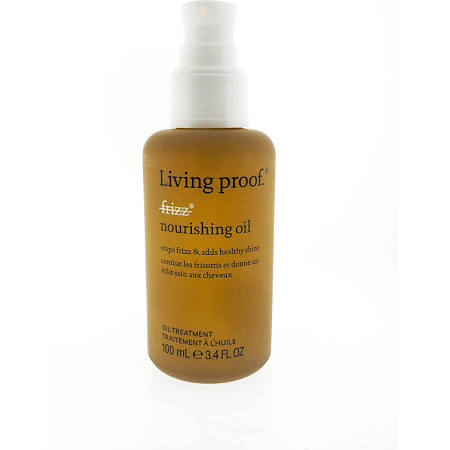 Living proof.®
frizz®
nourishing oil
stops frizz & adds healthy shine
combat les frisottis et donne un
éclat sain aux cheveux
OIL TREATMENT
TRAITEMENT À L'HUILE
100 mL ℮ 3.4 FL OZ